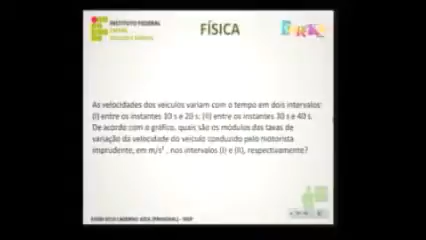 INSTITUTO FEDERAL
FÍSICA
As velocidades dos veículos variam com o tempo em dois intervalos:
(I) entre os instantes 10 s e 20 s; (II) entre os instantes 30 s e 40 s.
De acordo com o gráfico, quais são os módulos das taxas de
variação da velocidade do veículo conduzido pelo motorista
imprudente, em m/s², nos intervalos (I) e (II), respectivamente?